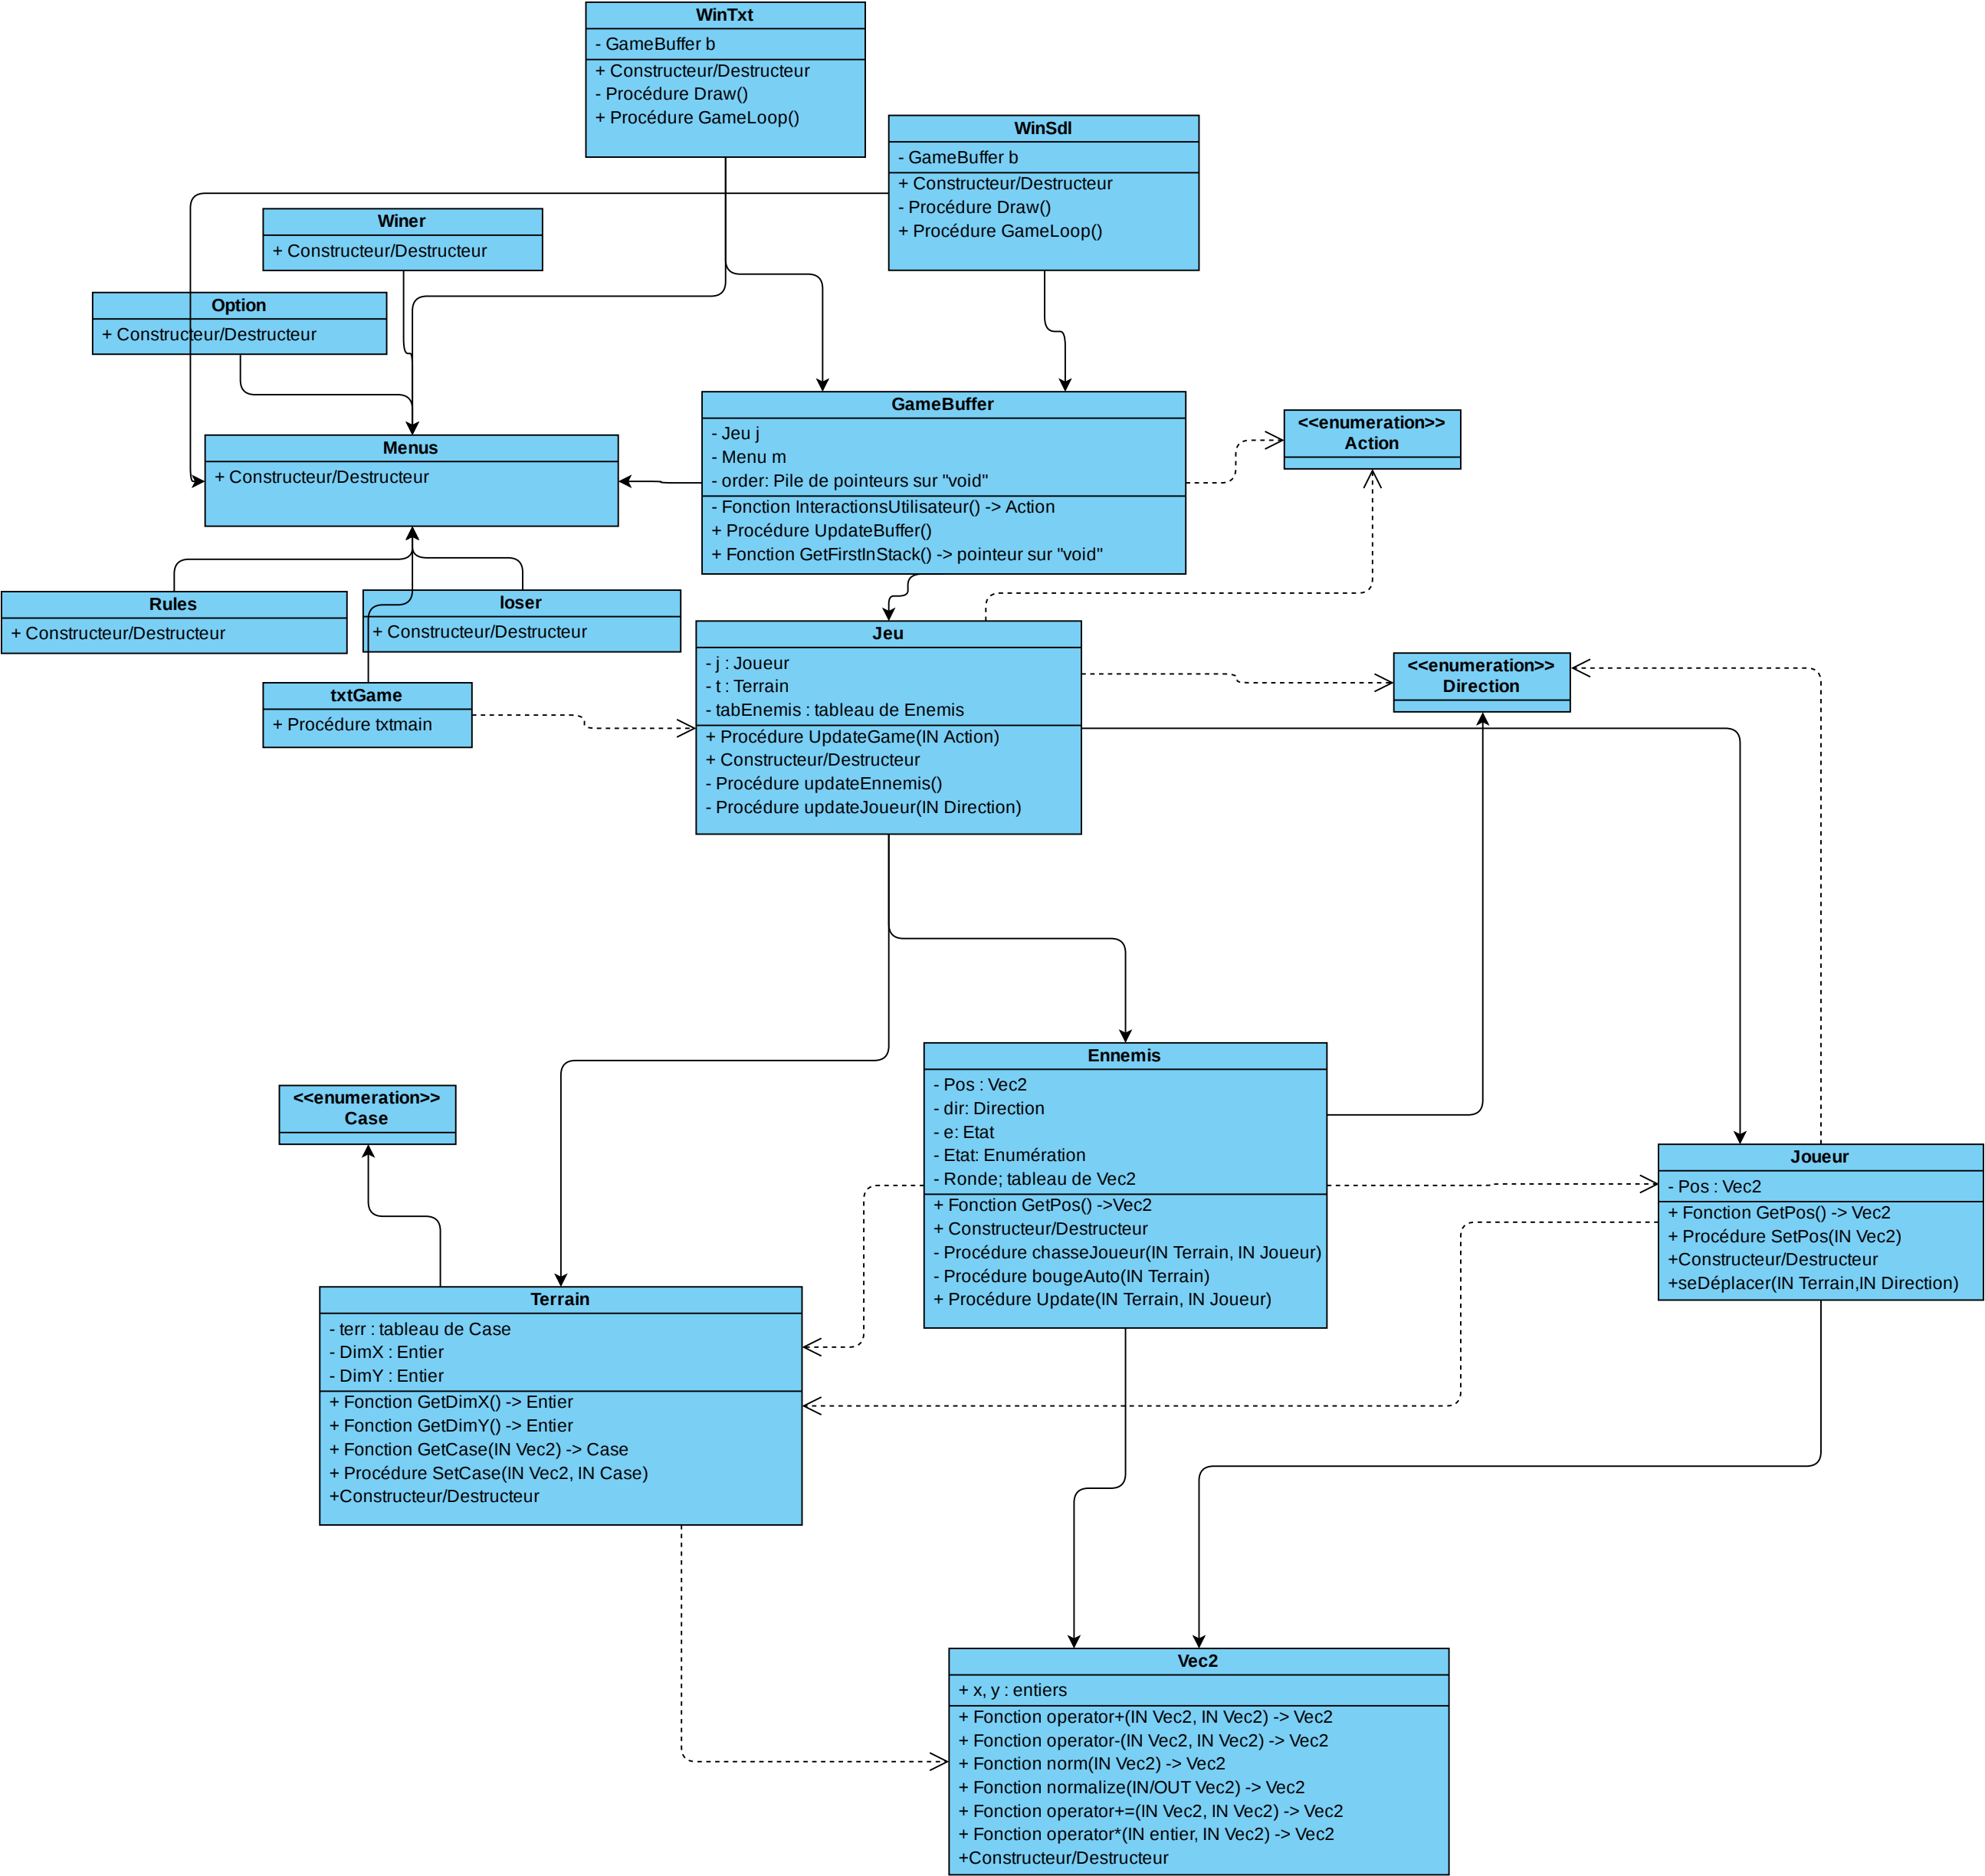 WinTxt
- GameBuffer b
+ Constructeur/Destructeur
- Procédure Draw()
+ Procédure GameLoop()
WinSdl
- GameBuffer b
+ Constructeur/Destructeur
- Procédure Draw()
+ Procédure GameLoop()
Winer
+ Constructeur/Destructeur
Option
+ Constructeur/Destructeur
Menus
+ Constructeur/Destructeur
GameBuffer
- Jeu j
- Menu m
- order: Pile de pointeurs sur "void"
- Fonction InteractionsUtilisateur() -> Action
+ Procédure UpdateBuffer()
+ Fonction GetFirstInStack() -> pointeur sur "void"
<<enumeration>>
Action
Rules
+ Constructeur/Destructeur
loser
+ Constructeur/Destructeur
txtGame
+ Procédure txtmain
Jeu
- j : Joueur
- t : Terrain
- tabEnemis : tableau de Enemis
+ Procédure UpdateGame(IN Action)
+ Constructeur/Destructeur
- Procédure updateEnnemis()
- Procédure updateJoueur(IN Direction)
<<enumeration>>
Direction
Ennemis
- Pos : Vec2
- dir: Direction
- e: Etat
- Etat: Enumération
- Ronde; tableau de Vec2
+ Fonction GetPos() ->Vec2
+ Constructeur/Destructeur
- Procédure chasseJoueur(IN Terrain, IN Joueur)
- Procédure bougeAuto(IN Terrain)
+ Procédure Update(IN Terrain, IN Joueur)
<<enumeration>>
Case
Joueur
- Pos : Vec2
+ Fonction GetPos() -> Vec2
+ Procédure SetPos(IN Vec2)
+Constructeur/Destructeur
+seDéplacer(IN Terrain,IN Direction)
Terrain
- terr : tableau de Case
- DimX : Entier
- DimY : Entier
+ Fonction GetDimX() -> Entier
+ Fonction GetDimY() -> Entier
+ Fonction GetCase(IN Vec2) -> Case
+ Procédure SetCase(IN Vec2, IN Case)
+Constructeur/Destructeur
Vec2
+ x, y : entiers
+ Fonction operator+(IN Vec2, IN Vec2) -> Vec2
+ Fonction operator-(IN Vec2, IN Vec2) -> Vec2
+ Fonction norm(IN Vec2) -> Vec2
+ Fonction normalize(IN/OUT Vec2) -> Vec2
+ Fonction operator+=(IN Vec2, IN Vec2) -> Vec2
+ Fonction operator*(IN entier, IN Vec2) -> Vec2
+Constructeur/Destructeur